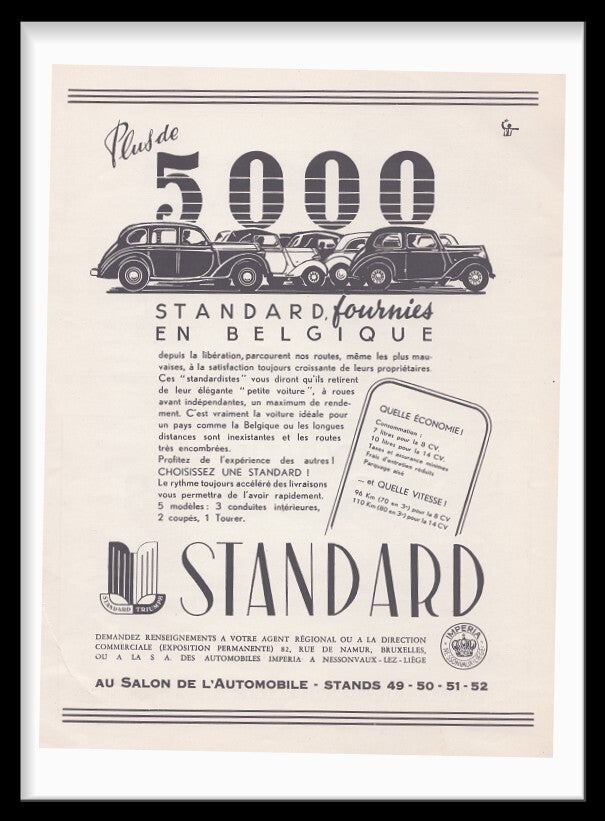 Plus de
5000
STANDARD, fournies
EN BELGIQUE
depuis la libération, parcourent nos routes, même les plus mau-
vaises, à la satisfaction toujours croissante de leurs propriétaires.
Ces "standardistes" vous diront qu'ils retirent
de leur élégante "petite voiture", à roues
avant indépendantes, un maximum de rende-
ment. C'est vraiment la voiture idéale pour
un pays comme la Belgique ou les longues
distances sont inexistantes et les routes
très encombrées.
Profitez de l'expérience des autres !
CHOISISSEZ UNE STANDARD !
Le rythme toujours accéléré des livraisons
vous permettra de l'avoir rapidement.
5 modèles : 3 conduites intérieures,
2 coupés, 1 Tourer.
QUELLE ÉCONOMIE !
Consommation :
7 litres pour la 8 CV.
10 litres pour la 14 CV.
Taxes et assurance minimes
Frais d'entretien réduits
Parquage aisé
... et QUELLE VITESSE !
96 Km (70 en 3e) pour la 8 CV
110 Km (80 en 3e) pour la 14 CV
STANDARD TRIUMPH
STANDARD
DEMANDEZ RENSEIGNEMENTS A VOTRE AGENT RÉGIONAL OU A LA DIRECTION
COMMERCIALE (EXPOSITION PERMANENTE) 82, RUE DE NAMUR, BRUXELLES,
OU A LA S. A. DES AUTOMOBILES IMPERIA A NESSONVAUX-LEZ-LIÉGE
IMPERIA
NESSONVAUX-LIÉGE
AU SALON DE L'AUTOMOBILE - STANDS 49 - 50 - 51 - 52